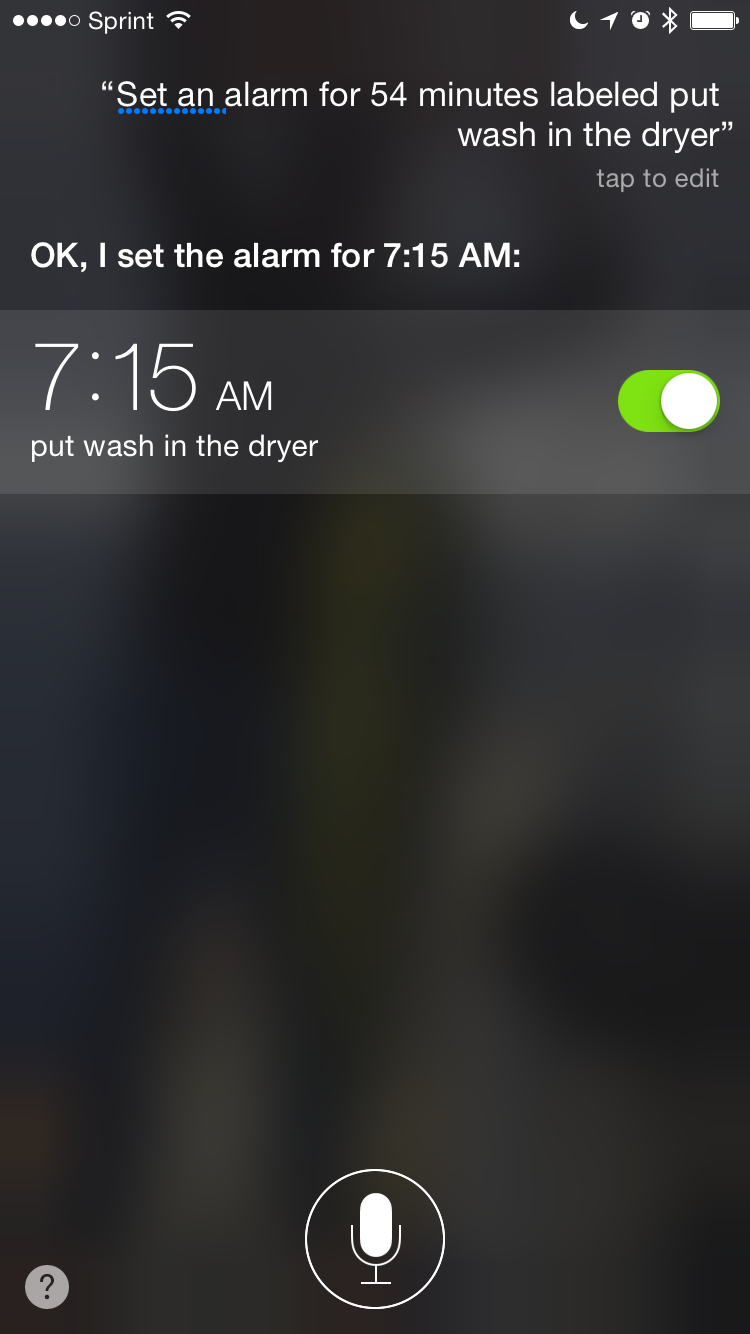 Sprint
“Set an alarm for 54 minutes labeled put
wash in the dryer”
tap to edit
OK, I set the alarm for 7:15 AM:
7:15 AM
put wash in the dryer
?